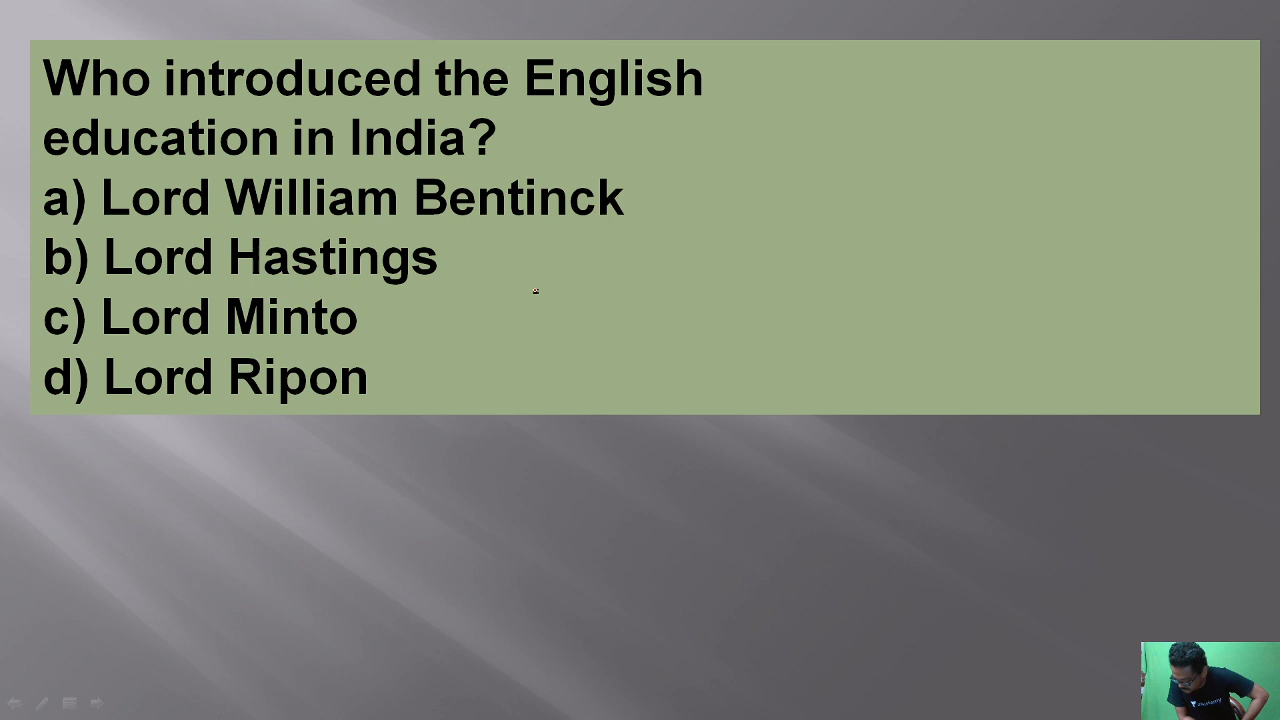 Who introduced the English
education in India?
a) Lord William Bentinck
b) Lord Hastings
c) Lord Minto
d) Lord Ripon